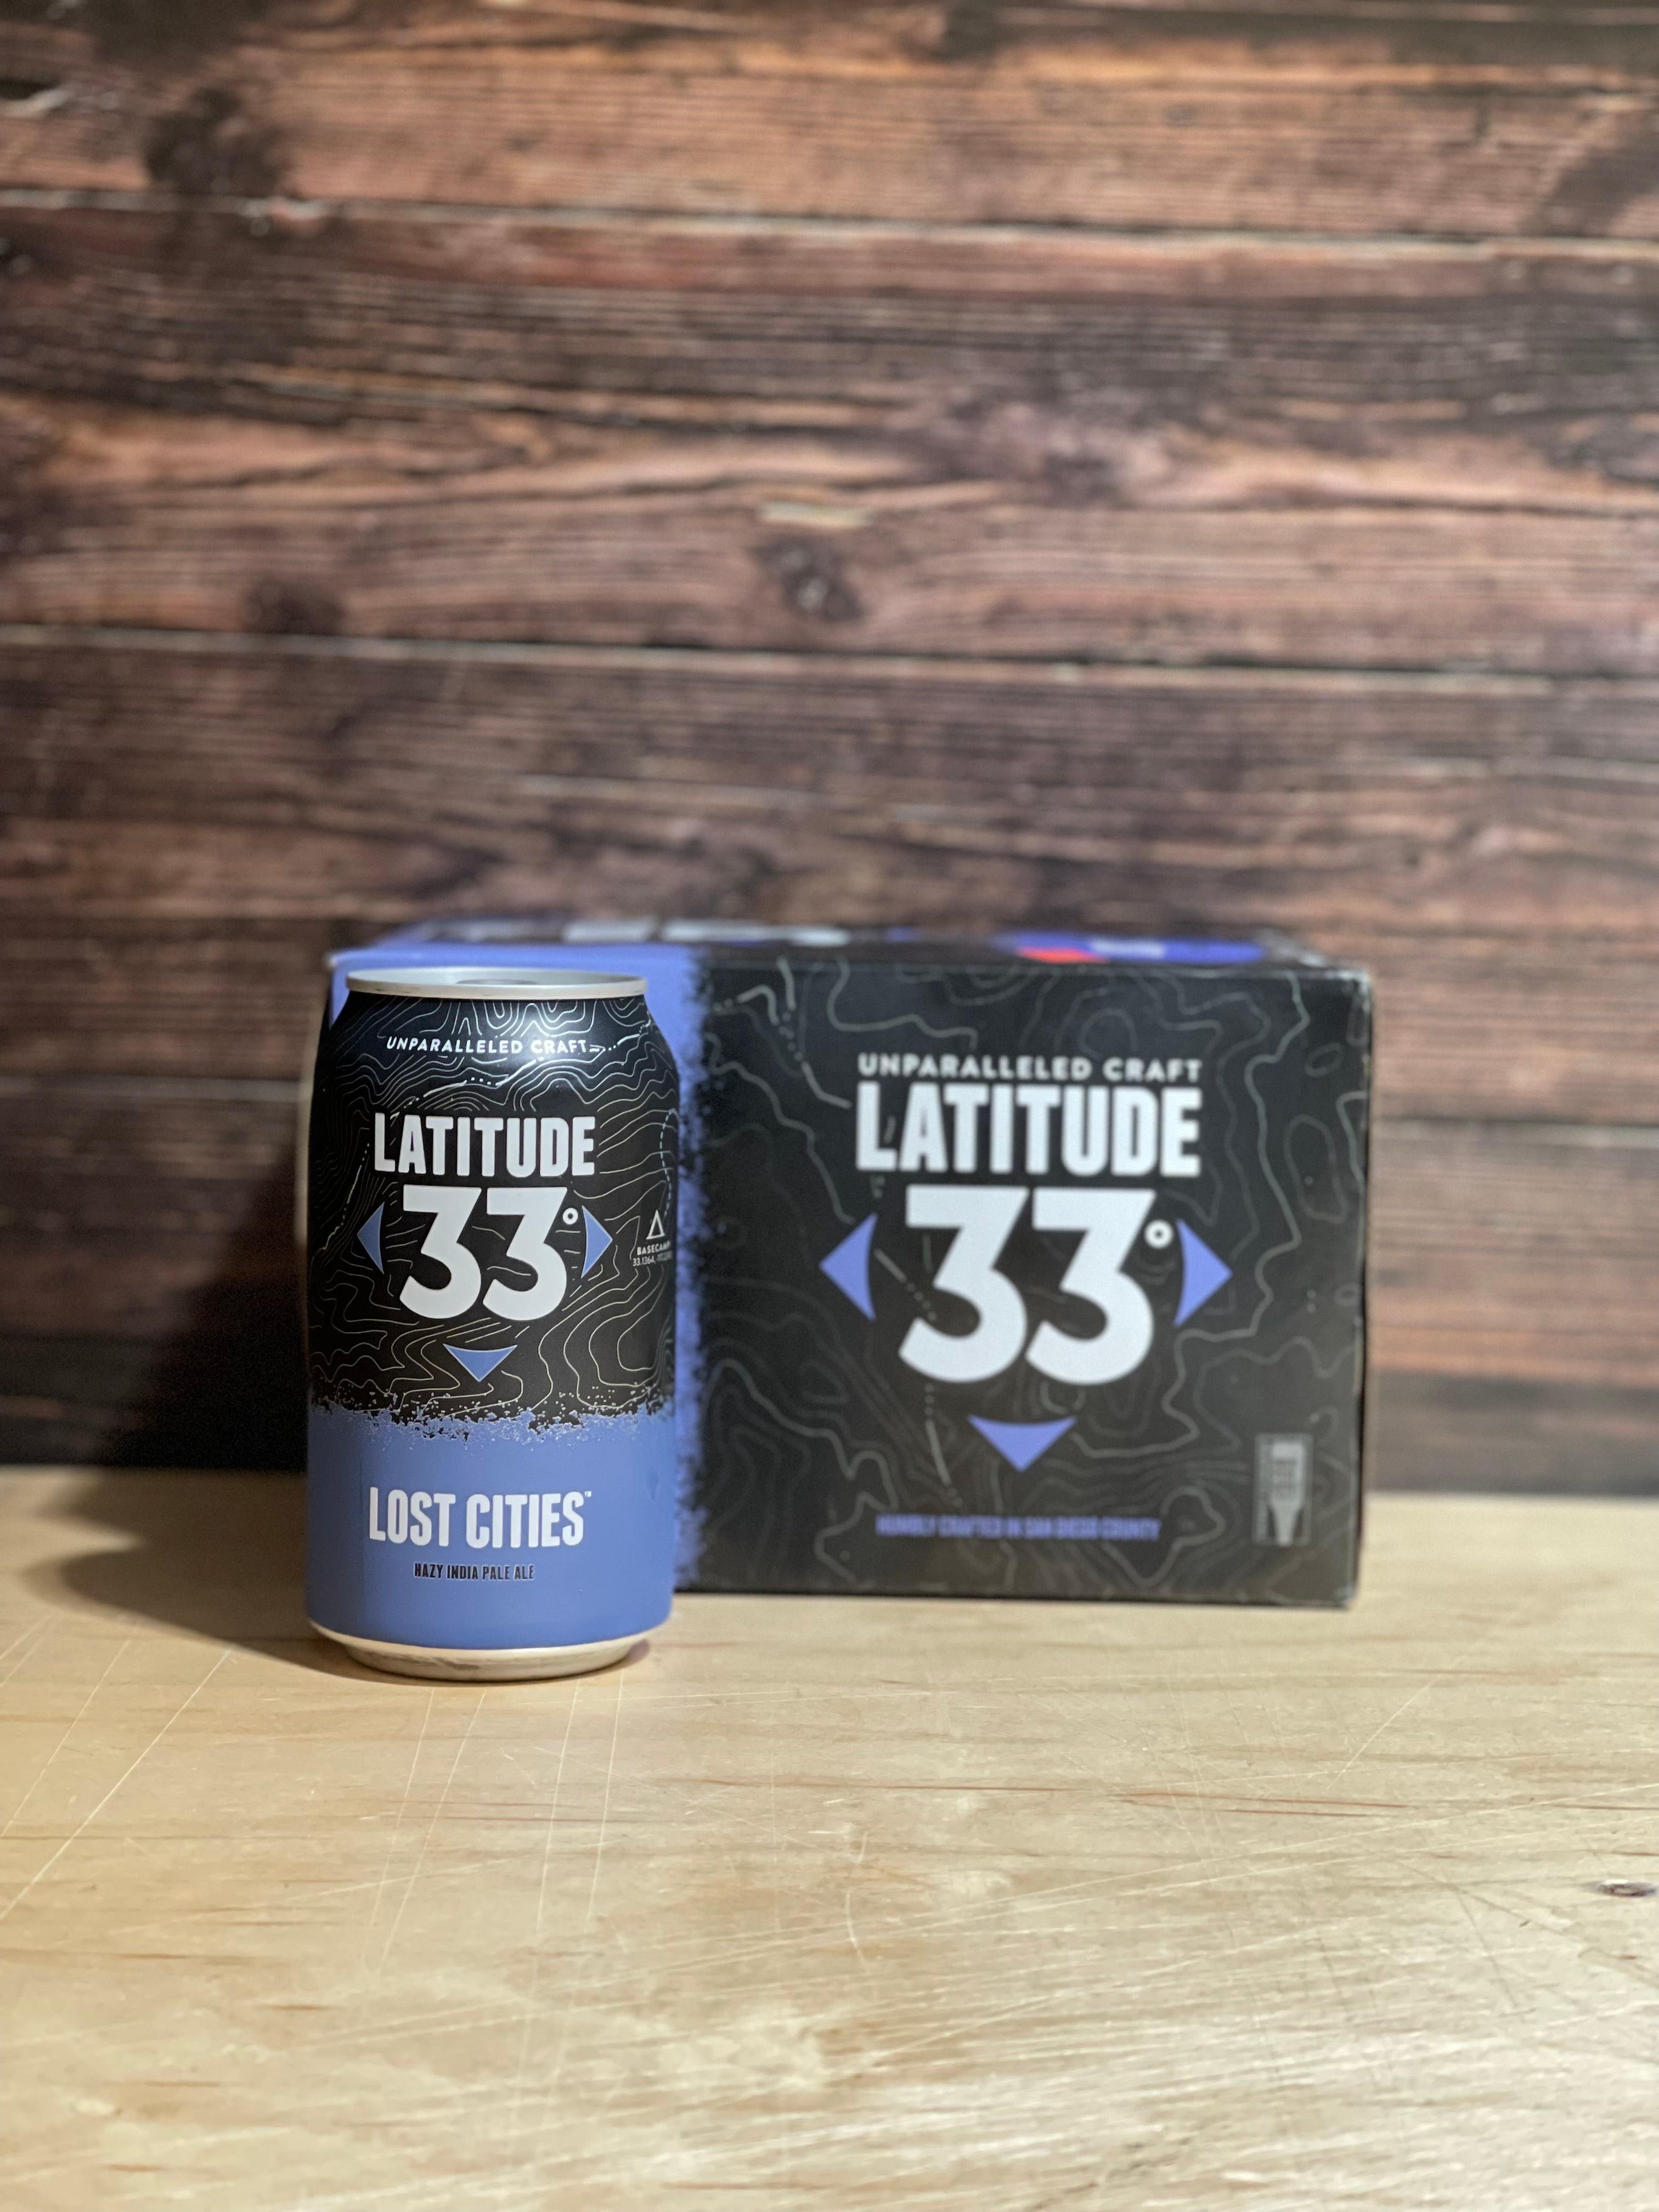 UNPARALLELED CRAFT
LATITUDE
33°
BASECAMP
LOST CITIES™
HAZY INDIA PALE ALE
UNPARALLELED CRAFT
LATITUDE
33°
HUMBLY CRAFTED IN SAN DIEGO COUNTY